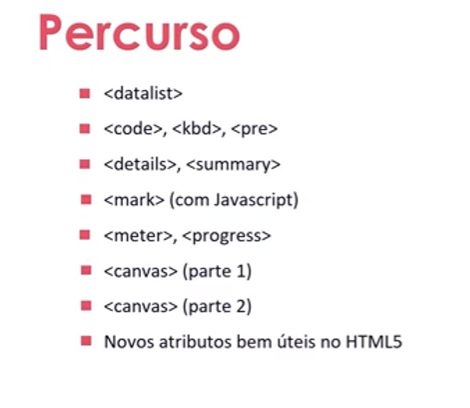 Percurso
<datalist>
<code>, <kbd>, <pre>
<details>, <summary>
<mark> (com Javascript)
<meter>, <progress>
<canvas> (parte 1)
<canvas> (parte 2)
Novos atributos bem úteis no HTML5